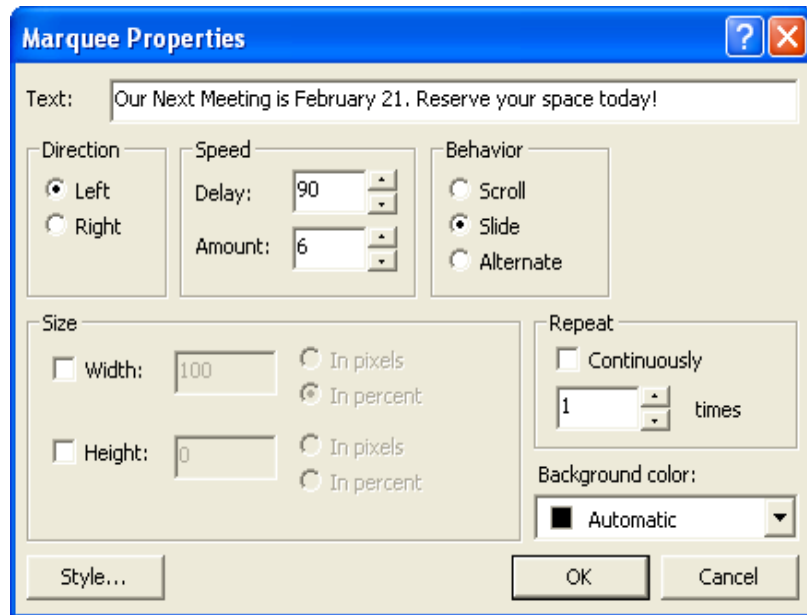 Marquee Properties
?
Text: Our Next Meeting is February 21. Reserve your space today!
Direction
Left
Right
Speed
Delay: 90
Amount: 6
Behavior
Scroll
Slide
Alternate
Size
Width: 100
In pixels
In percent
Height: 0
In pixels
In percent
Repeat
Continuously
1 times
Background color:
Automatic
Style...
OK
Cancel